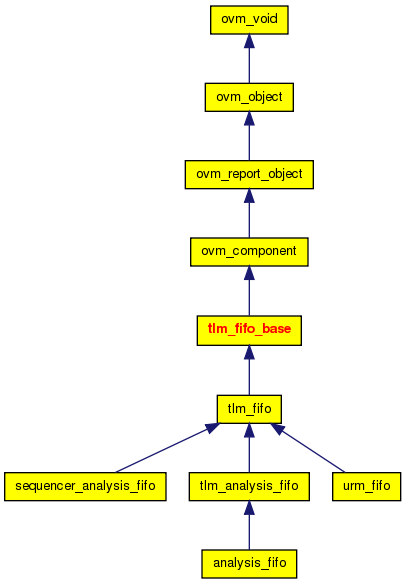 ovm_void
ovm_object
ovm_report_object
ovm_component
tlm_fifo_base
tlm_fifo
sequencer_analysis_fifo
tlm_analysis_fifo
urm_fifo
analysis_fifo